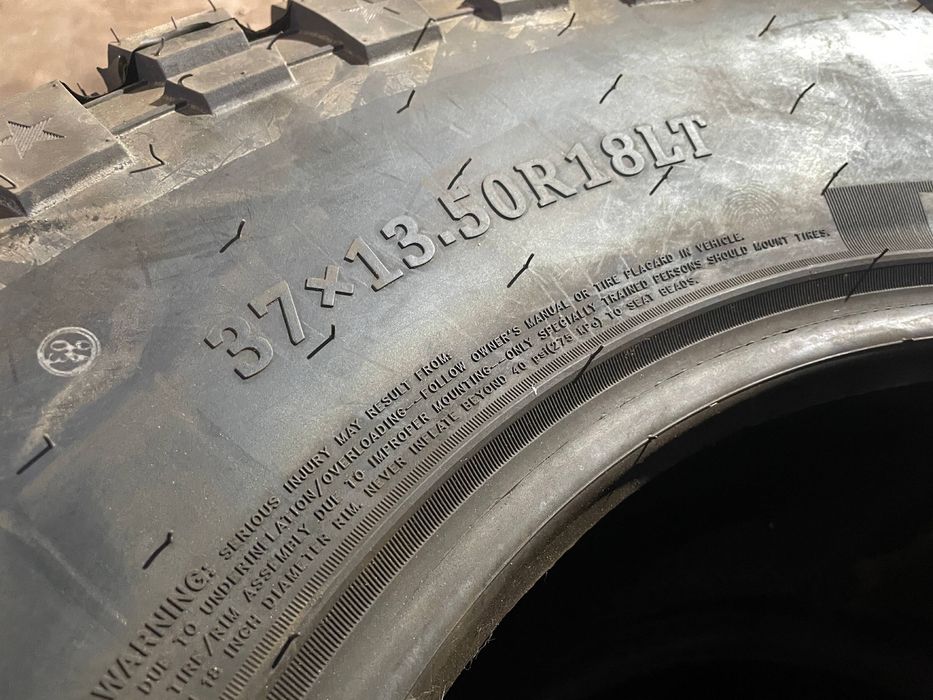 37×13.50R18LT
WARNING: SERIOUS INJURY MAY RESULT FROM:
DUE TO UNDERINFLATION/OVERLOADING--FOLLOW OWNER'S MANUAL OR TIRE PLACARD IN VEHICLE.
TIRE/RIM ASSEMBLY DUE TO IMPROPER MOUNTING--ONLY SPECIALLY TRAINED PERSONS SHOULD MOUNT TIRES.
18 INCH DIAMETER RIM. NEVER INFLATE BEYOND 40 psi(275 kPa) TO SEAT BEADS.